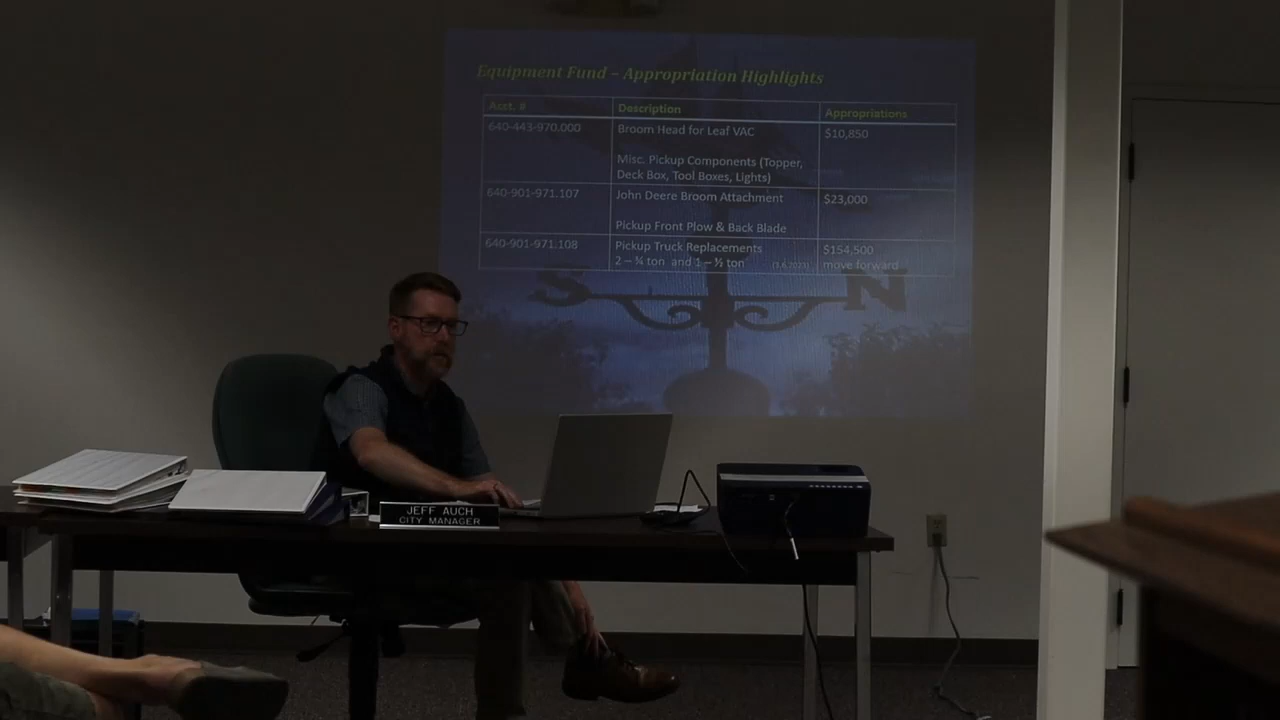 Equipment Fund – Appropriation Highlights
Acct. # Description Appropriations
640-443-970.000 Broom Head for Leaf VAC $10,850
Misc. Pickup Components (Topper,
Deck Box, Tool Boxes, Lights)
640-901-971.107 John Deere Broom Attachment $23,000
Pickup Front Plow & Back Blade
640-901-971.108 Pickup Truck Replacements $154,500
2 – ¾ ton and 1 – ½ ton move forward
S N
JEFF AUCH
CITY MANAGER